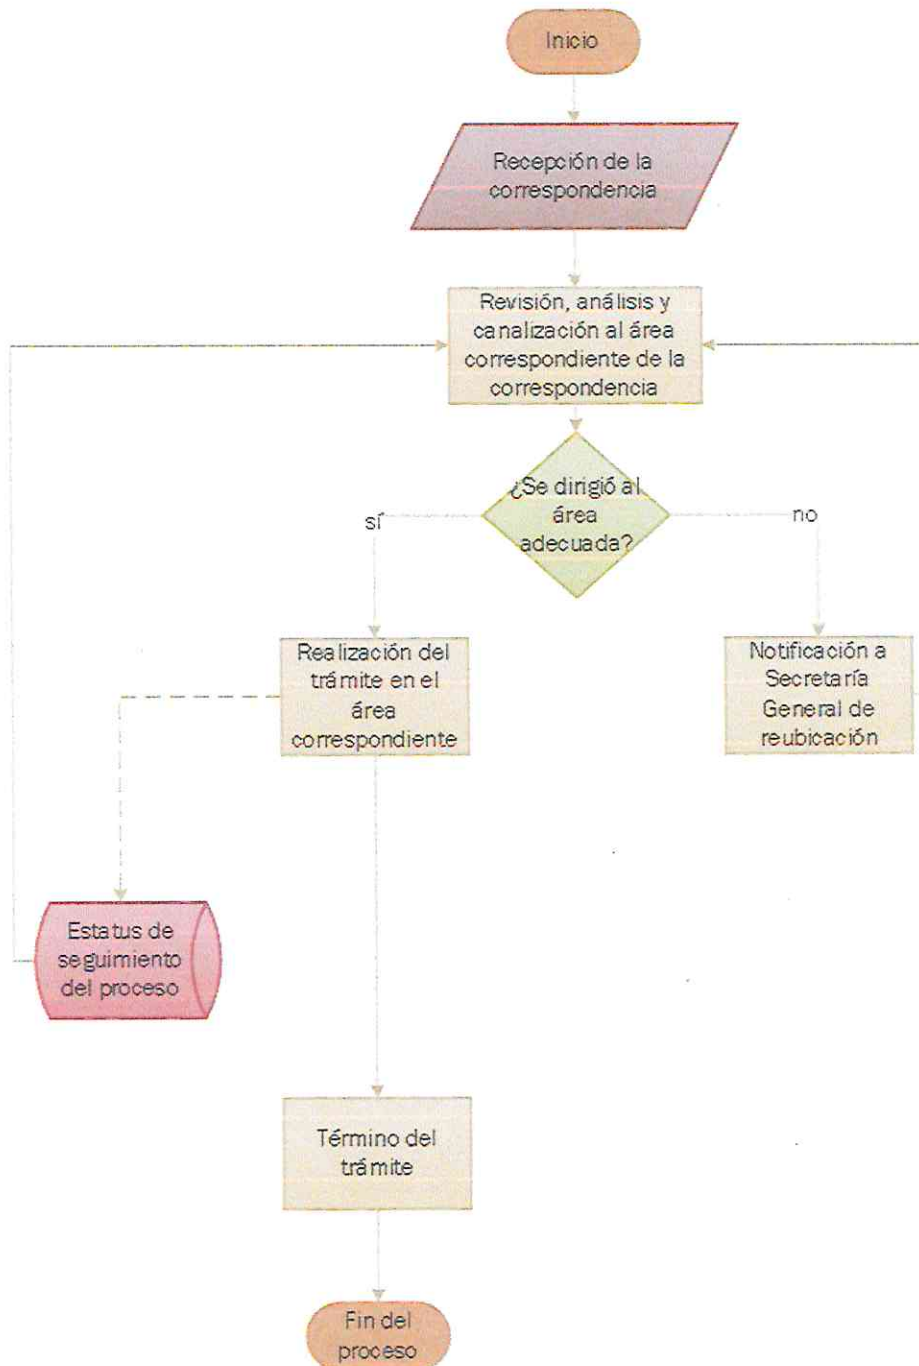 Inicio
Recepción de la
correspondencia
Revisión, análisis y
canalización al área
correspondiente de la
correspondencia
¿Se dirigió al
área
adecuada?
sí
no
Realización del
trámite en el
área
correspondiente
Notificación a
Secretaría
General de
reubicación
Estatus de
seguimiento
del proceso
Término del
trámite
Fin del
proceso